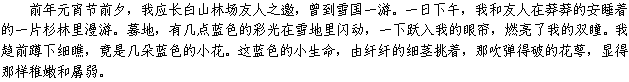 前年元宵节前夕，我应长白山林场友人之邀，曾到雪国一游。一日下午，我和友人在莽莽的安睡着
的一片杉林里漫游。蓦地，有几点蓝色的彩光在雪地里闪动，一下跃入我的眼帘，燃亮了我的双瞳。我
趋前蹲下细瞧，竟是几朵蓝色的小花。这蓝色的小生命，由纤纤的细茎挑着，那吹弹得破的花萼，显得
那样稚嫩和孱弱。